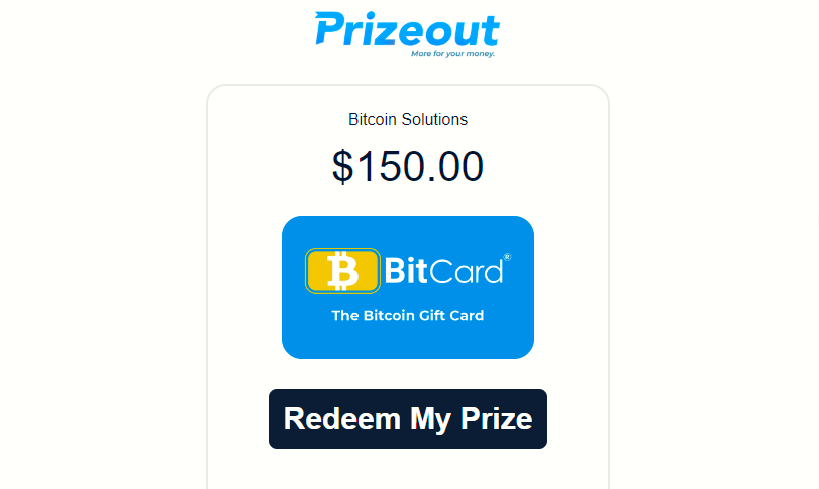 Prizeout
More for your money.
Bitcoin Solutions
$150.00
BitCard®
The Bitcoin Gift Card
Redeem My Prize